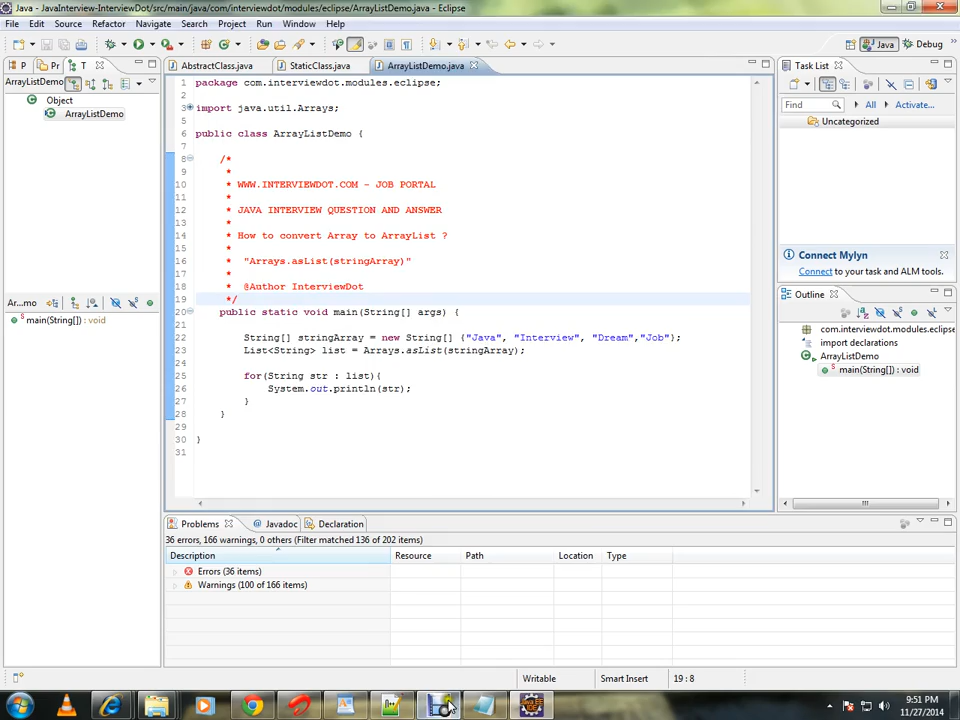 Java - JavaInterview-InterviewDot/src/main/java/com/interviewdot/modules/eclipse/ArrayListDemo.java - Eclipse
File Edit Source Refactor Navigate Search Project Run Window Help
Java Debug
P Pr T
AbstractClass.java StaticClass.java ArrayListDemo.java
Task List
ArrayListDemo
Object
ArrayListDemo
Find All Activate...
Uncategorized
1 package com.interviewdot.modules.eclipse;
2
3 import java.util.Arrays;
5
6 public class ArrayListDemo {
7
8 /*
9 *
10 * WWW.INTERVIEWDOT.COM - JOB PORTAL
11 *
12 * JAVA INTERVIEW QUESTION AND ANSWER
13 *
14 * How to convert Array to ArrayList ?
15 *
16 * "Arrays.asList(stringArray)"
17 *
18 * @Author InterviewDot
19 */
20 public static void main(String[] args) {
21
22 String[] stringArray = new String[] {"Java", "Interview", "Dream","Job"};
23 List<String> list = Arrays.asList(stringArray);
24
25 for(String str : list){
26 System.out.println(str);
27 }
28 }
29
30 }
31
Connect Mylyn
Connect to your task and ALM tools.
Ar...mo
main(String[]) : void
Outline
com.interviewdot.modules.eclipse
import declarations
ArrayListDemo
main(String[]) : void
Problems Javadoc Declaration
36 errors, 166 warnings, 0 others (Filter matched 136 of 202 items)
Description Resource Path Location Type
Errors (36 items)
Warnings (100 of 166 items)
Writable Smart Insert 19 : 8
9:51 PM
11/27/2014